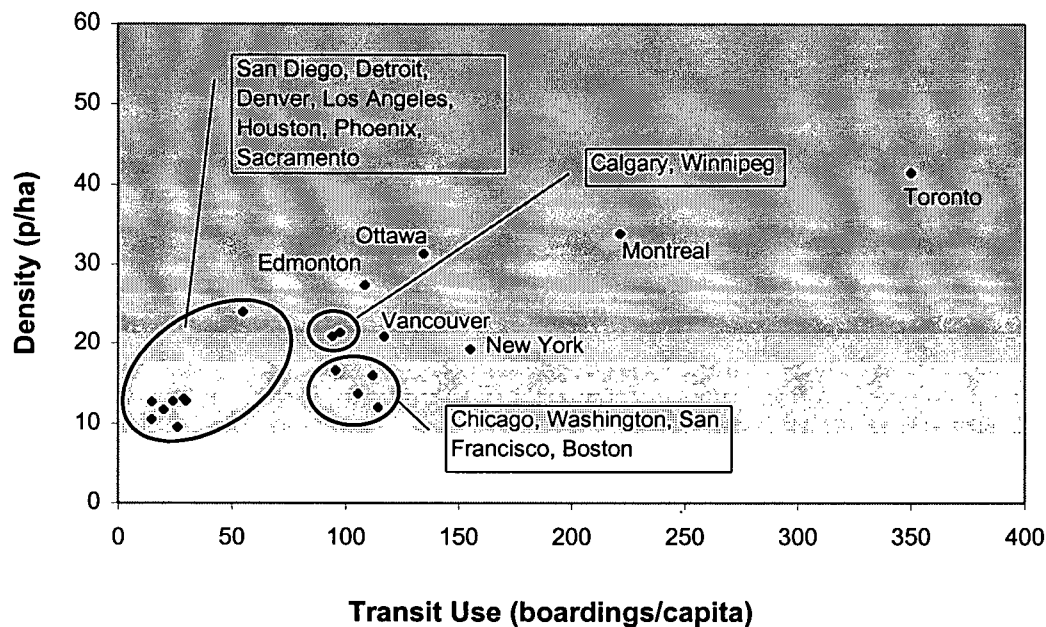 60
50
40
30
20
10
0
Density (p/ha)
San Diego, Detroit,
Denver, Los Angeles,
Houston, Phoenix,
Sacramento
Calgary, Winnipeg
Toronto
Ottawa
Montreal
Edmonton
Vancouver
New York
Chicago, Washington, San
Francisco, Boston
0 50 100 150 200 250 300 350 400
Transit Use (boardings/capita)